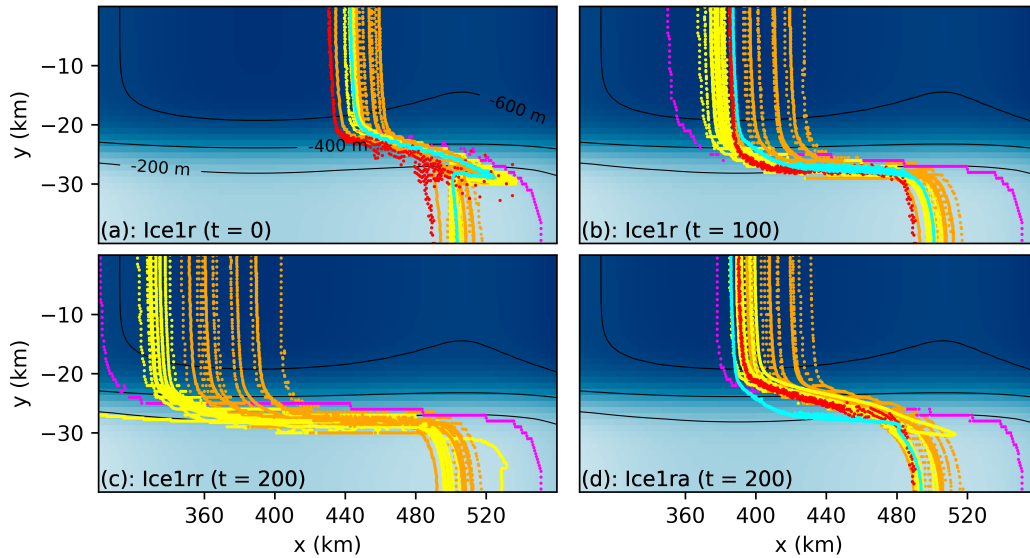 −10
−20
−30
y (km)
-600 m
-400 m
-200 m
(a): Ice1r (t = 0)
(b): Ice1r (t = 100)
−10
−20
−30
y (km)
(c): Ice1rr (t = 200)
(d): Ice1ra (t = 200)
360 400 440 480 520
360 400 440 480 520
x (km)
x (km)